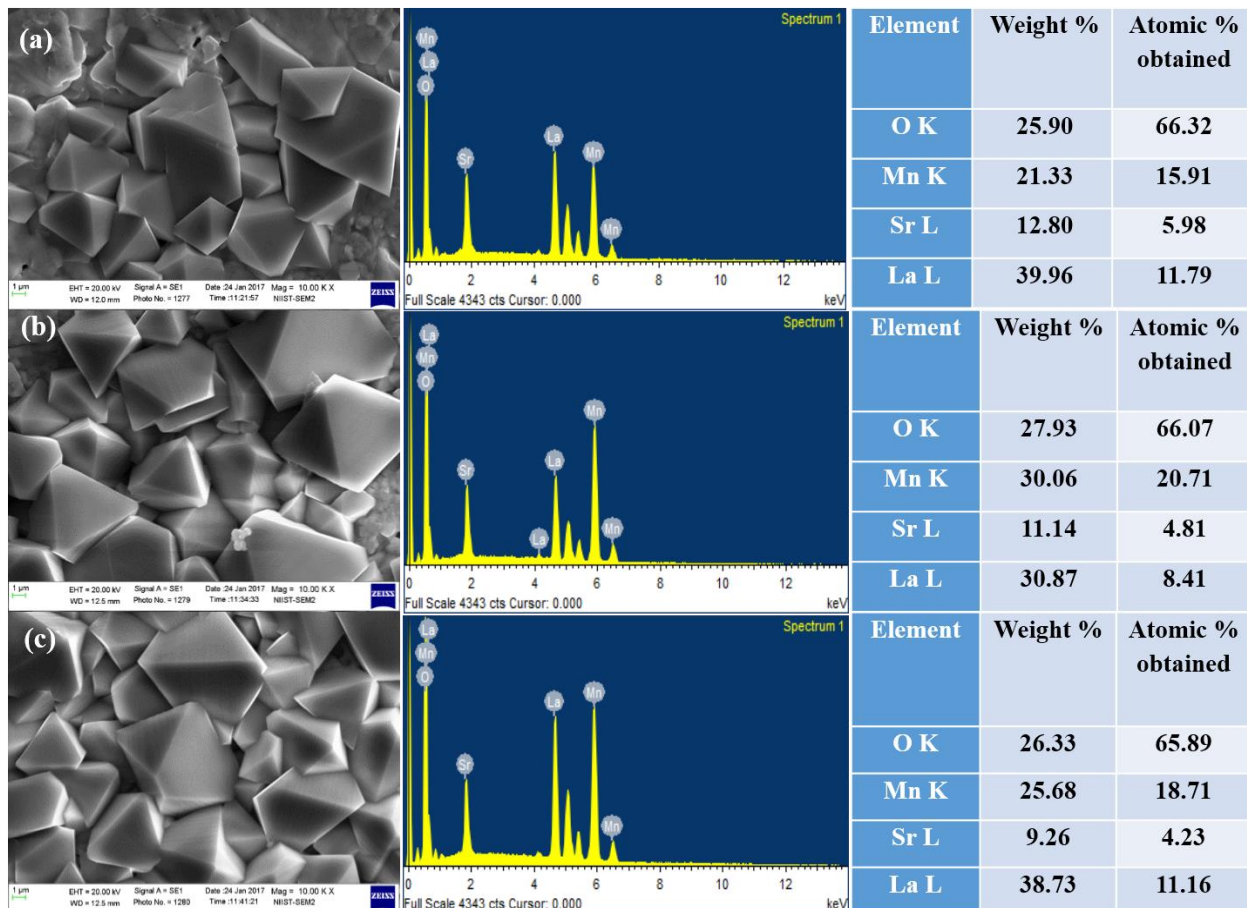 (a)
1 µm
EHT = 20.00 kV Signal A = SE1 Date :24 Jan 2017 Mag = 10.00 K X
WD = 12.0 mm Photo No. = 1277 Time :11:21:57 NIIST-SEM2
ZEISS
Spectrum 1
Mn
La
O
Sr
La
Mn
Mn
0 2 4 6 8 10 12
Full Scale 4343 cts Cursor: 0.000 keV
Element Weight % Atomic %
obtained
O K 25.90 66.32
Mn K 21.33 15.91
Sr L 12.80 5.98
La L 39.96 11.79
(b)
1 µm
EHT = 20.00 kV Signal A = SE1 Date :24 Jan 2017 Mag = 10.00 K X
WD = 12.5 mm Photo No. = 1279 Time :11:34:33 NIIST-SEM2
ZEISS
Spectrum 1
La
Mn
O
Sr
La
La
Mn
Mn
0 2 4 6 8 10 12
Full Scale 4343 cts Cursor: 0.000 keV
Element Weight % Atomic %
obtained
O K 27.93 66.07
Mn K 30.06 20.71
Sr L 11.14 4.81
La L 30.87 8.41
(c)
1 µm
EHT = 20.00 kV Signal A = SE1 Date :24 Jan 2017 Mag = 10.00 K X
WD = 12.5 mm Photo No. = 1280 Time :11:41:21 NIIST-SEM2
ZEISS
Spectrum 1
La
Mn
O
Sr
La
Mn
Mn
0 2 4 6 8 10 12
Full Scale 4343 cts Cursor: 0.000 keV
Element Weight % Atomic %
obtained
O K 26.33 65.89
Mn K 25.68 18.71
Sr L 9.26 4.23
La L 38.73 11.16